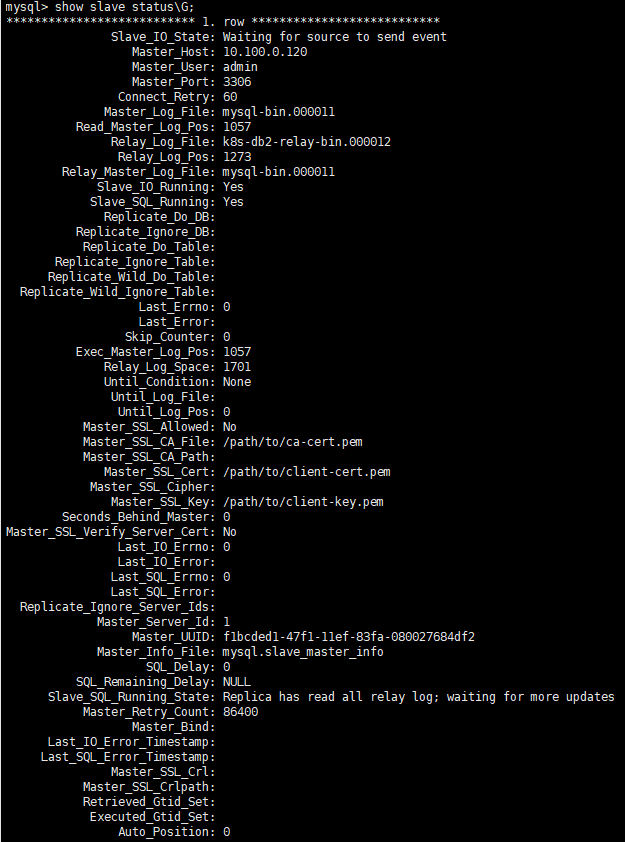 mysql> show slave status\G;
*************************** 1. row ***************************
Slave_IO_State: Waiting for source to send event
Master_Host: 10.100.0.120
Master_User: admin
Master_Port: 3306
Connect_Retry: 60
Master_Log_File: mysql-bin.000011
Read_Master_Log_Pos: 1057
Relay_Log_File: k8s-db2-relay-bin.000012
Relay_Log_Pos: 1273
Relay_Master_Log_File: mysql-bin.000011
Slave_IO_Running: Yes
Slave_SQL_Running: Yes
Replicate_Do_DB:
Replicate_Ignore_DB:
Replicate_Do_Table:
Replicate_Ignore_Table:
Replicate_Wild_Do_Table:
Replicate_Wild_Ignore_Table:
Last_Errno: 0
Last_Error:
Skip_Counter: 0
Exec_Master_Log_Pos: 1057
Relay_Log_Space: 1701
Until_Condition: None
Until_Log_File:
Until_Log_Pos: 0
Master_SSL_Allowed: No
Master_SSL_CA_File: /path/to/ca-cert.pem
Master_SSL_CA_Path:
Master_SSL_Cert: /path/to/client-cert.pem
Master_SSL_Cipher:
Master_SSL_Key: /path/to/client-key.pem
Seconds_Behind_Master: 0
Master_SSL_Verify_Server_Cert: No
Last_IO_Errno: 0
Last_IO_Error:
Last_SQL_Errno: 0
Last_SQL_Error:
Replicate_Ignore_Server_Ids:
Master_Server_Id: 1
Master_UUID: f1bcded1-47f1-11ef-83fa-080027684df2
Master_Info_File: mysql.slave_master_info
SQL_Delay: 0
SQL_Remaining_Delay: NULL
Slave_SQL_Running_State: Replica has read all relay log; waiting for more updates
Master_Retry_Count: 86400
Master_Bind:
Last_IO_Error_Timestamp:
Last_SQL_Error_Timestamp:
Master_SSL_Crl:
Master_SSL_Crlpath:
Retrieved_Gtid_Set:
Executed_Gtid_Set:
Auto_Position: 0